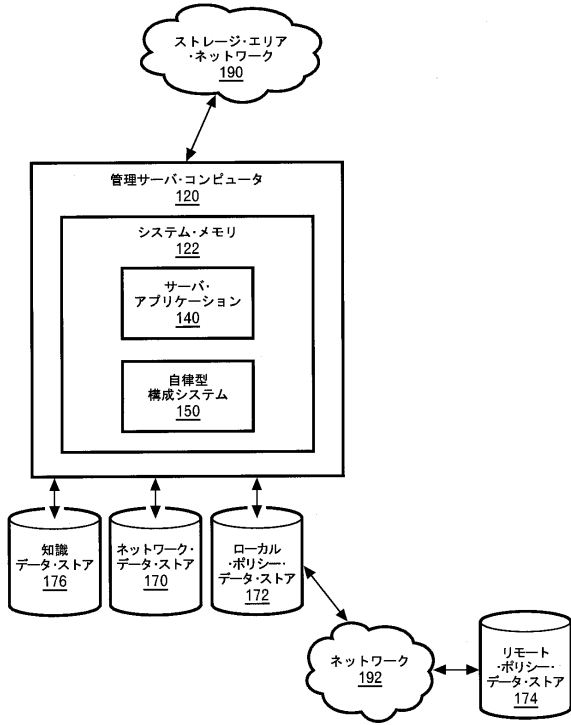 ストレージ・エリア
・ネットワーク
190
管理サーバ・コンピュータ
120
システム・メモリ
122
サーバ・
アプリケーション
140
自律型
構成システム
150
知識
データ・ストア
176
ネットワーク・
データ・ストア
170
ローカル
・ポリシー・
データ・ストア
172
ネットワーク
192
リモート
・ポリシー・
データ・ストア
174